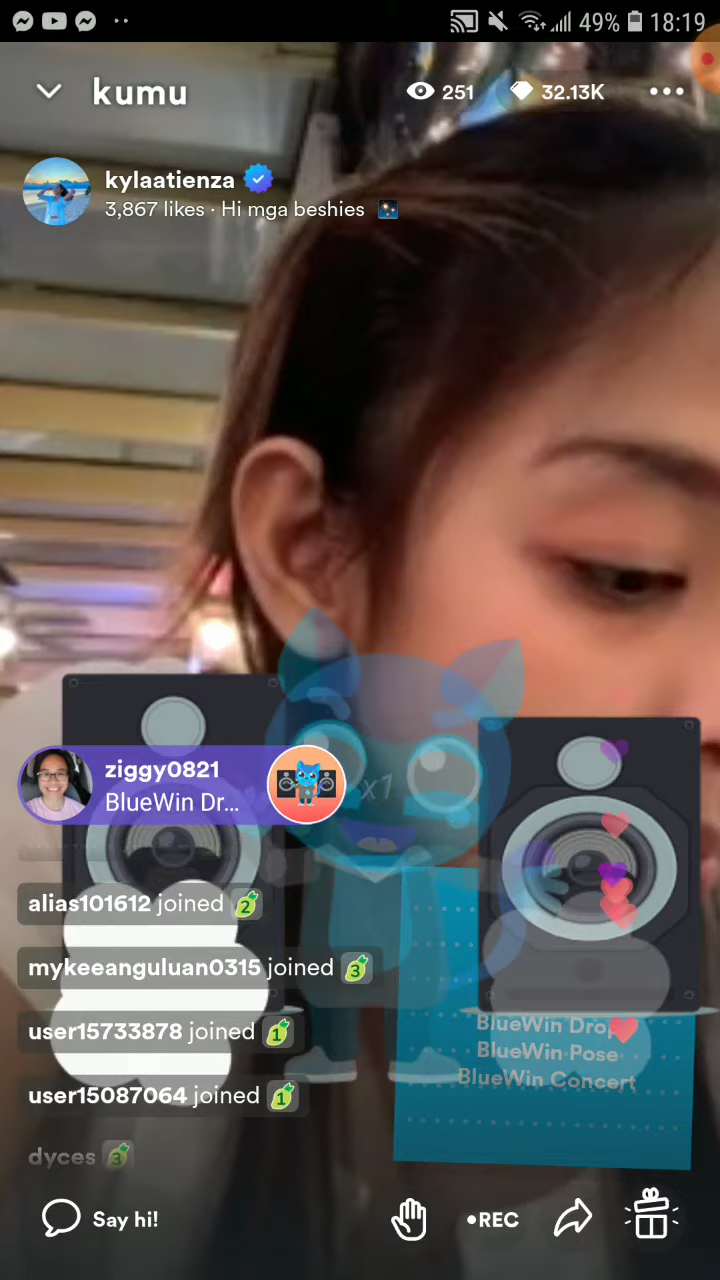 49% 18:19
kumu 251 32.13K
kylaatienza
3,867 likes · Hi mga beshies
ziggy0821
BlueWin Dr...
x1
alias101612 joined 2
mykeeanguluan0315 joined 3
user15733878 joined 1
user15087064 joined 1
dyces 3
BlueWin Drop
BlueWin Pose
BlueWin Concert
Say hi!
•REC